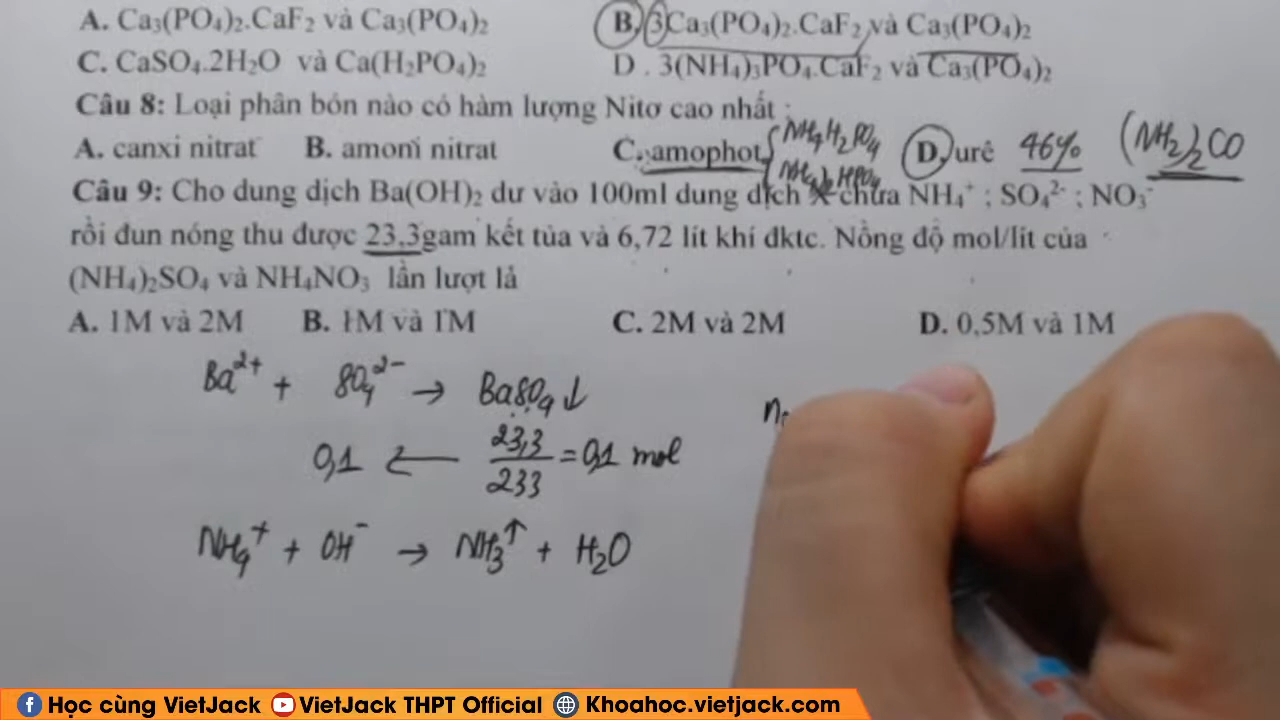 A. Ca₃(PO₄)₂.CaF₂ và Ca₃(PO₄)₂ B. 3Ca₃(PO₄)₂.CaF₂ và Ca₃(PO₄)₂
C. CaSO₄.2H₂O và Ca(H₂PO₄)₂ D . 3(NH₄)₃PO₄.CaF₂ và Ca₃(PO₄)₂
Câu 8: Loại phân bón nào có hàm lượng Nitơ cao nhất :
A. canxi nitrat B. amoni nitrat C. amophot NH₄H₂PO₄ D. urê 46% (NH₂)₂CO
(NH₄)₂HPO₄
Câu 9: Cho dung dịch Ba(OH)₂ dư vào 100ml dung dịch X chứa NH₄⁺ ; SO₄²⁻ ; NO₃⁻
rồi đun nóng thu được 23,3gam kết tủa và 6,72 lít khí đktc. Nồng độ mol/lít của
(NH₄)₂SO₄ và NH₄NO₃ lần lượt là
A. 1M và 2M B. 1M và 1M C. 2M và 2M D. 0,5M và 1M
Ba²⁺ + SO₄²⁻ → BaSO₄↓
0,1 ← 23,3/233 = 0,1 mol
NH₄⁺ + OH⁻ → NH₃↑ + H₂O
Học cùng VietJack VietJack THPT Official Khoahoc.vietjack.com